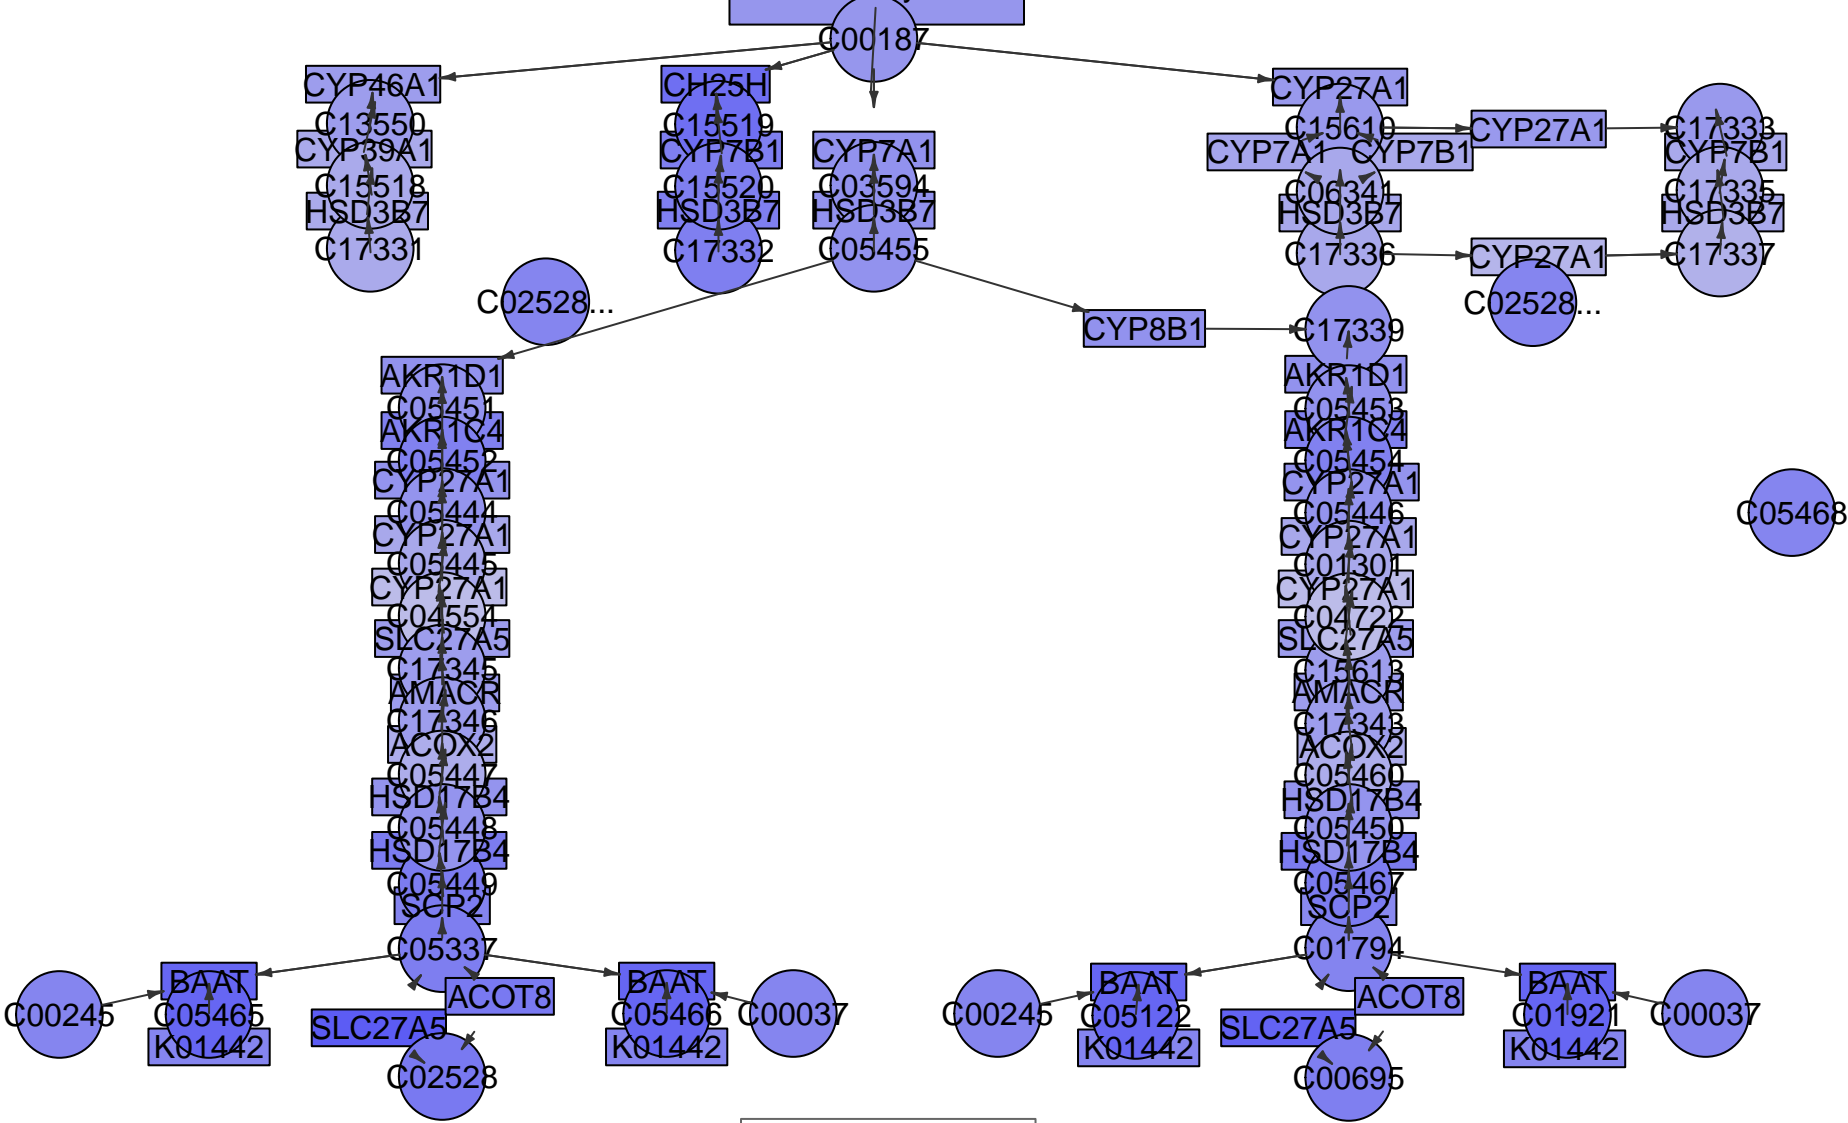 C00187
CYP46A1
CH25H
CYP27A1
C13550
C15519
C15610
CYP27A1
C17333
CYP39A1
CYP7B1
CYP7A1
CYP7A1
CYP7B1
CYP7B1
C15518
C15520
C03594
C06341
C17335
HSD3B7
HSD3B7
HSD3B7
HSD3B7
HSD3B7
C17331
C17332
C05455
C17336
CYP27A1
C17337
C02528...
C02528...
CYP8B1
C17339
AKR1D1
AKR1D1
C05451
C05453
AKR1C4
AKR1C4
C05452
C05454
CYP27A1
CYP27A1
C05444
C05446
C05468
CYP27A1
CYP27A1
C05445
C01301
CYP27A1
CYP27A1
C04554
C04722
SLC27A5
SLC27A5
C17345
C15613
AMACR
AMACR
C17346
C17343
ACOX2
ACOX2
C05447
C05460
HSD17B4
HSD17B4
C05448
C05450
HSD17B4
HSD17B4
C05449
C05467
SCP2
SCP2
C05337
C01794
BAAT
ACOT8
BAAT
BAAT
ACOT8
BAAT
C00245
C05465
SLC27A5
C05466
C00037
C00245
C05122
SLC27A5
C01921
C00037
K01442
K01442
K01442
K01442
C02528
C00695